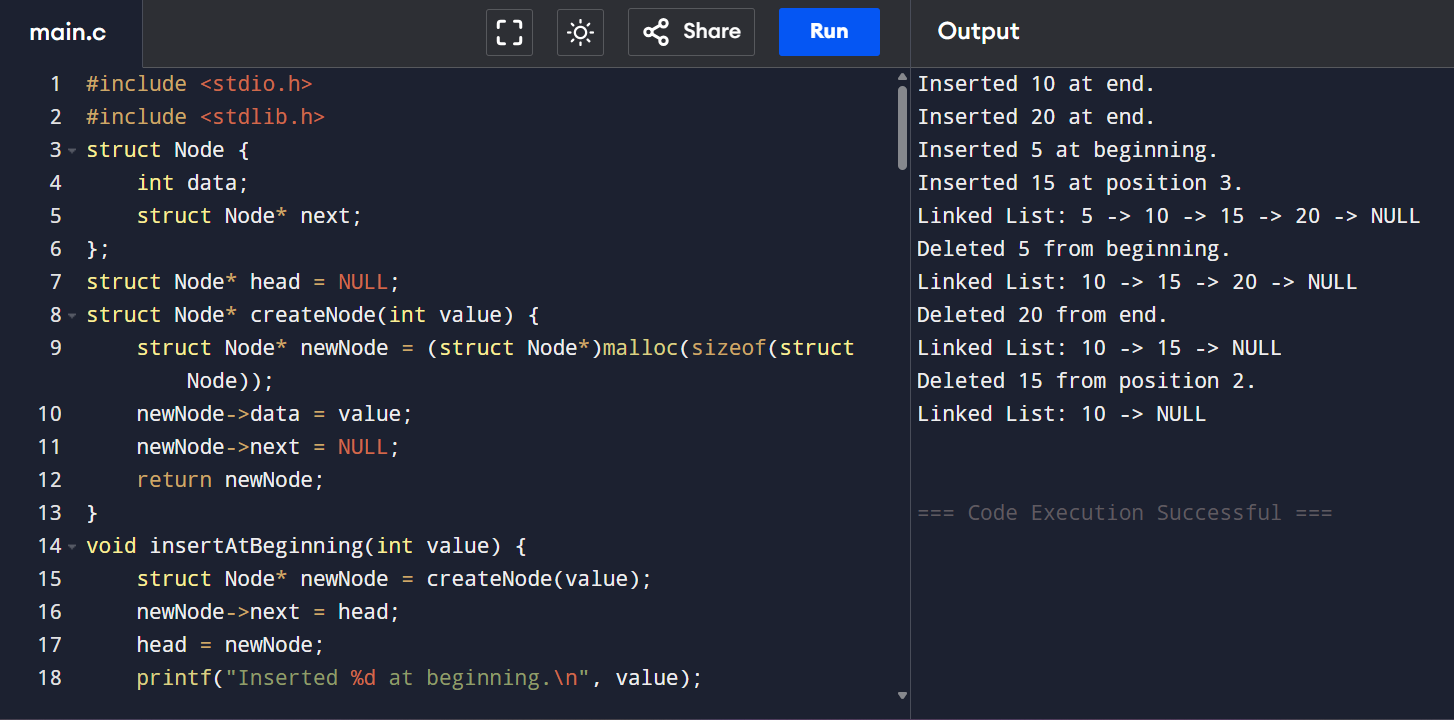 main.c
Share
Run
Output
1 #include <stdio.h>
2 #include <stdlib.h>
3 struct Node {
4     int data;
5     struct Node* next;
6 };
7 struct Node* head = NULL;
8 struct Node* createNode(int value) {
9     struct Node* newNode = (struct Node*)malloc(sizeof(struct
        Node));
10     newNode->data = value;
11     newNode->next = NULL;
12     return newNode;
13 }
14 void insertAtBeginning(int value) {
15     struct Node* newNode = createNode(value);
16     newNode->next = head;
17     head = newNode;
18     printf("Inserted %d at beginning.\n", value);
Inserted 10 at end.
Inserted 20 at end.
Inserted 5 at beginning.
Inserted 15 at position 3.
Linked List: 5 -> 10 -> 15 -> 20 -> NULL
Deleted 5 from beginning.
Linked List: 10 -> 15 -> 20 -> NULL
Deleted 20 from end.
Linked List: 10 -> 15 -> NULL
Deleted 15 from position 2.
Linked List: 10 -> NULL
=== Code Execution Successful ===